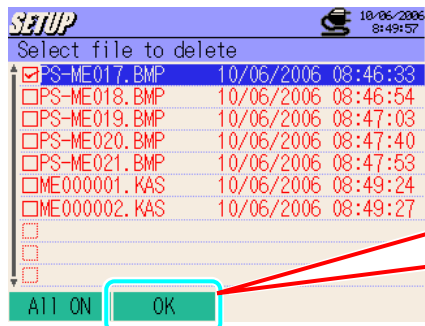 SETUP
10/06/2006
8:49:57
Select file to delete
PS-ME017.BMP 10/06/2006 08:46:33
PS-ME018.BMP 10/06/2006 08:46:54
PS-ME019.BMP 10/06/2006 08:47:03
PS-ME020.BMP 10/06/2006 08:47:40
PS-ME021.BMP 10/06/2006 08:47:53
ME000001.KAS 10/06/2006 08:49:24
ME000002.KAS 10/06/2006 08:49:27
All ON OK